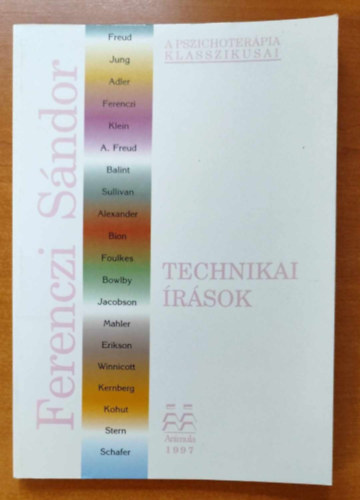 Ferenczi Sándor
Freud
Jung
Adler
Ferenczi
Klein
A. Freud
Balint
Sullivan
Alexander
Bion
Foulkes
Bowlby
Jacobson
Mahler
Erikson
Winnicott
Kernberg
Kohut
Stern
Schafer
A PSZICHOTERÁPIA
KLASSZIKUSAI
TECHNIKAI
ÍRÁSOK
Animula
1997